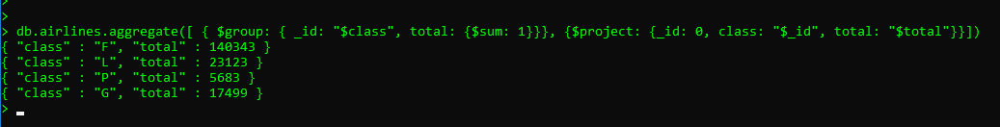 >
>
> db.airlines.aggregate([ { $group: { _id: "$class", total: {$sum: 1}}}, {$project: {_id: 0, class: "$_id", total: "$total"}}])
{ "class" : "F", "total" : 140343 }
{ "class" : "L", "total" : 23123 }
{ "class" : "P", "total" : 5683 }
{ "class" : "G", "total" : 17499 }
>